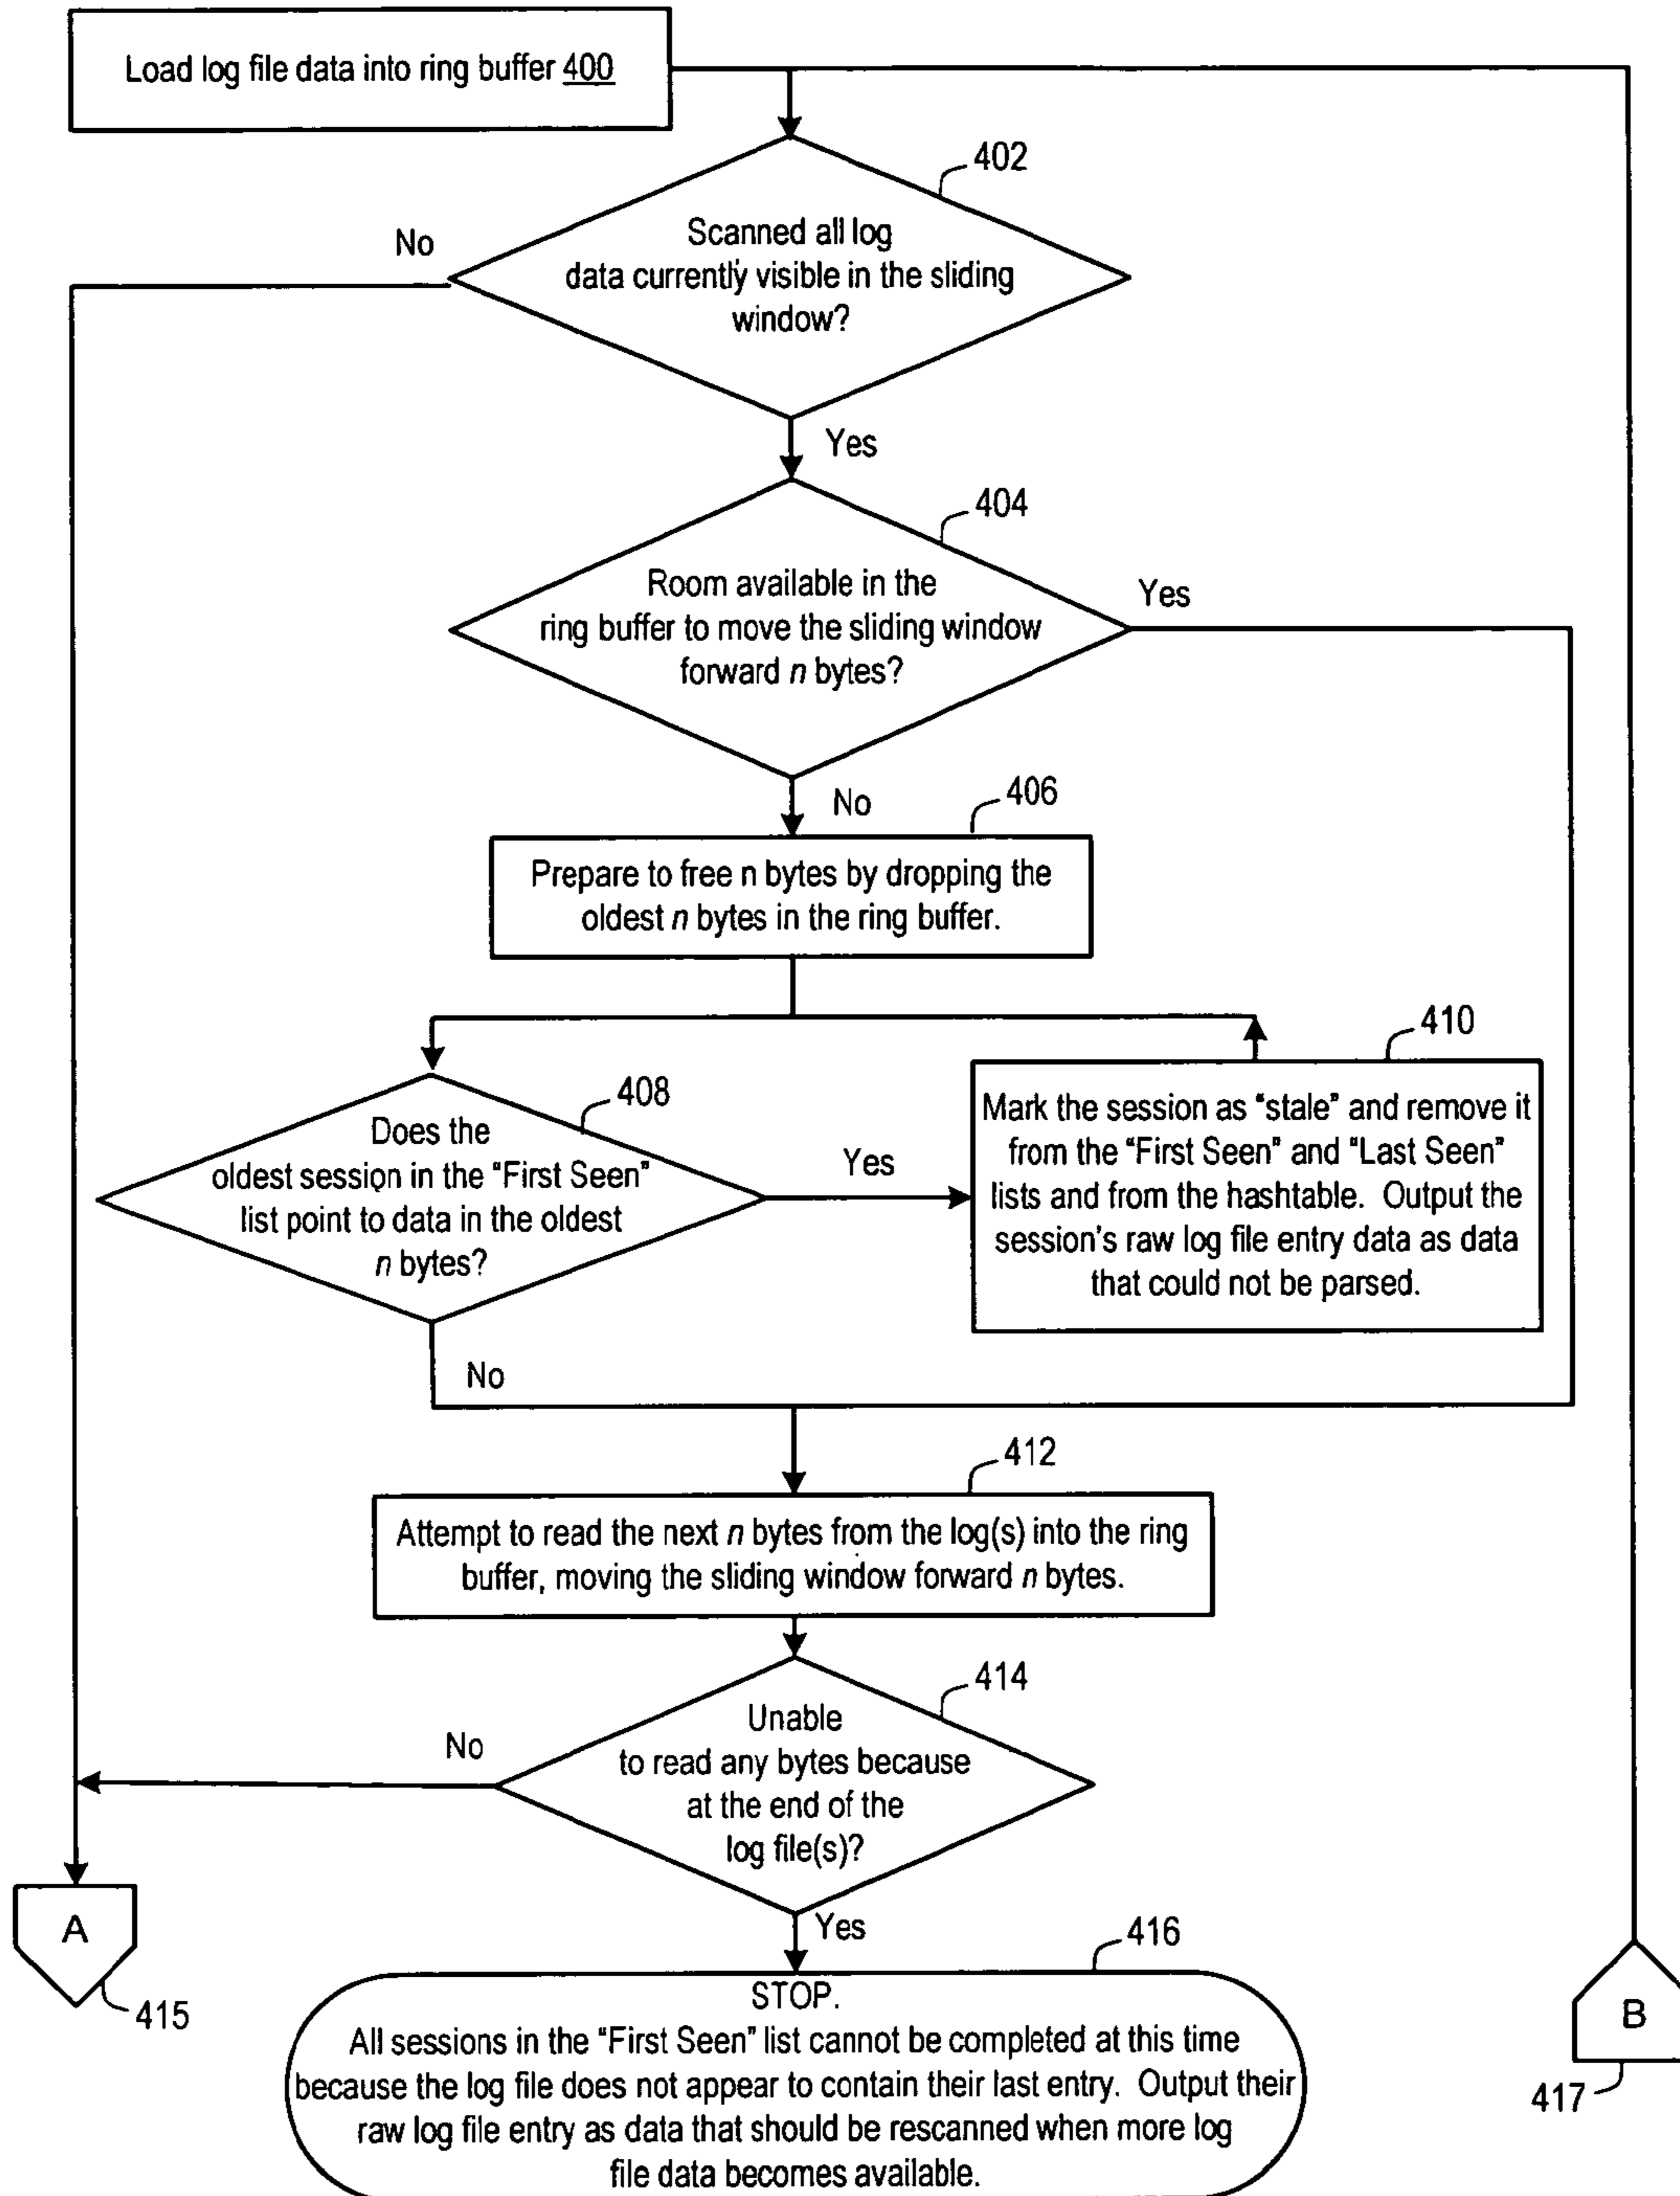 Load log file data into ring buffer 400
402
No
Scanned all log
data currently visible in the sliding
window?
Yes
404
Room available in the
ring buffer to move the sliding window
forward n bytes?
Yes
No
406
Prepare to free n bytes by dropping the
oldest n bytes in the ring buffer.
408
Does the
oldest session in the "First Seen"
list point to data in the oldest
n bytes?
Yes
410
Mark the session as "stale" and remove it
from the "First Seen" and "Last Seen"
lists and from the hashtable. Output the
session's raw log file entry data as data
that could not be parsed.
No
412
Attempt to read the next n bytes from the log(s) into the ring
buffer, moving the sliding window forward n bytes.
414
No
Unable
to read any bytes because
at the end of the
log file(s)?
A
415
Yes
416
STOP.
All sessions in the "First Seen" list cannot be completed at this time
because the log file does not appear to contain their last entry. Output their
raw log file entry as data that should be rescanned when more log
file data becomes available.
B
417